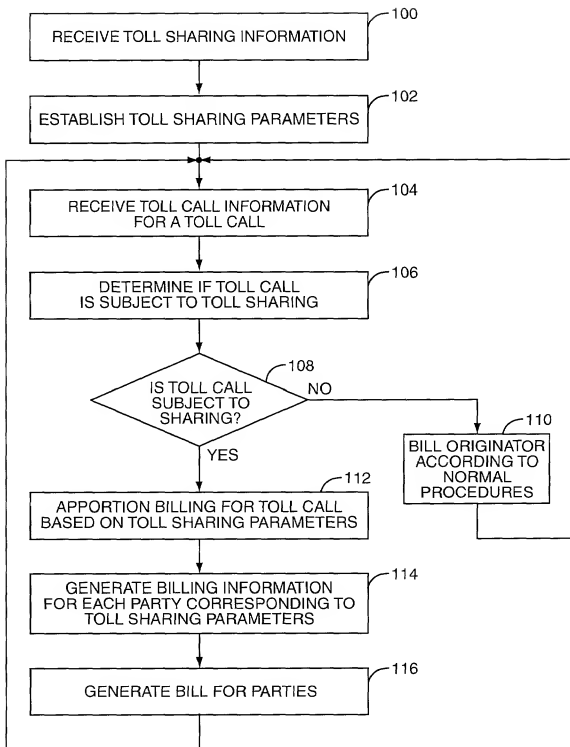 100
RECEIVE TOLL SHARING INFORMATION
102
ESTABLISH TOLL SHARING PARAMETERS
104
RECEIVE TOLL CALL INFORMATION
FOR A TOLL CALL
106
DETERMINE IF TOLL CALL
IS SUBJECT TO TOLL SHARING
108
IS TOLL CALL
SUBJECT TO
SHARING?
NO
YES
110
BILL ORIGINATOR
ACCORDING TO
NORMAL
PROCEDURES
112
APPORTION BILLING FOR TOLL CALL
BASED ON TOLL SHARING PARAMETERS
114
GENERATE BILLING INFORMATION
FOR EACH PARTY CORRESPONDING TO
TOLL SHARING PARAMETERS
116
GENERATE BILL FOR PARTIES